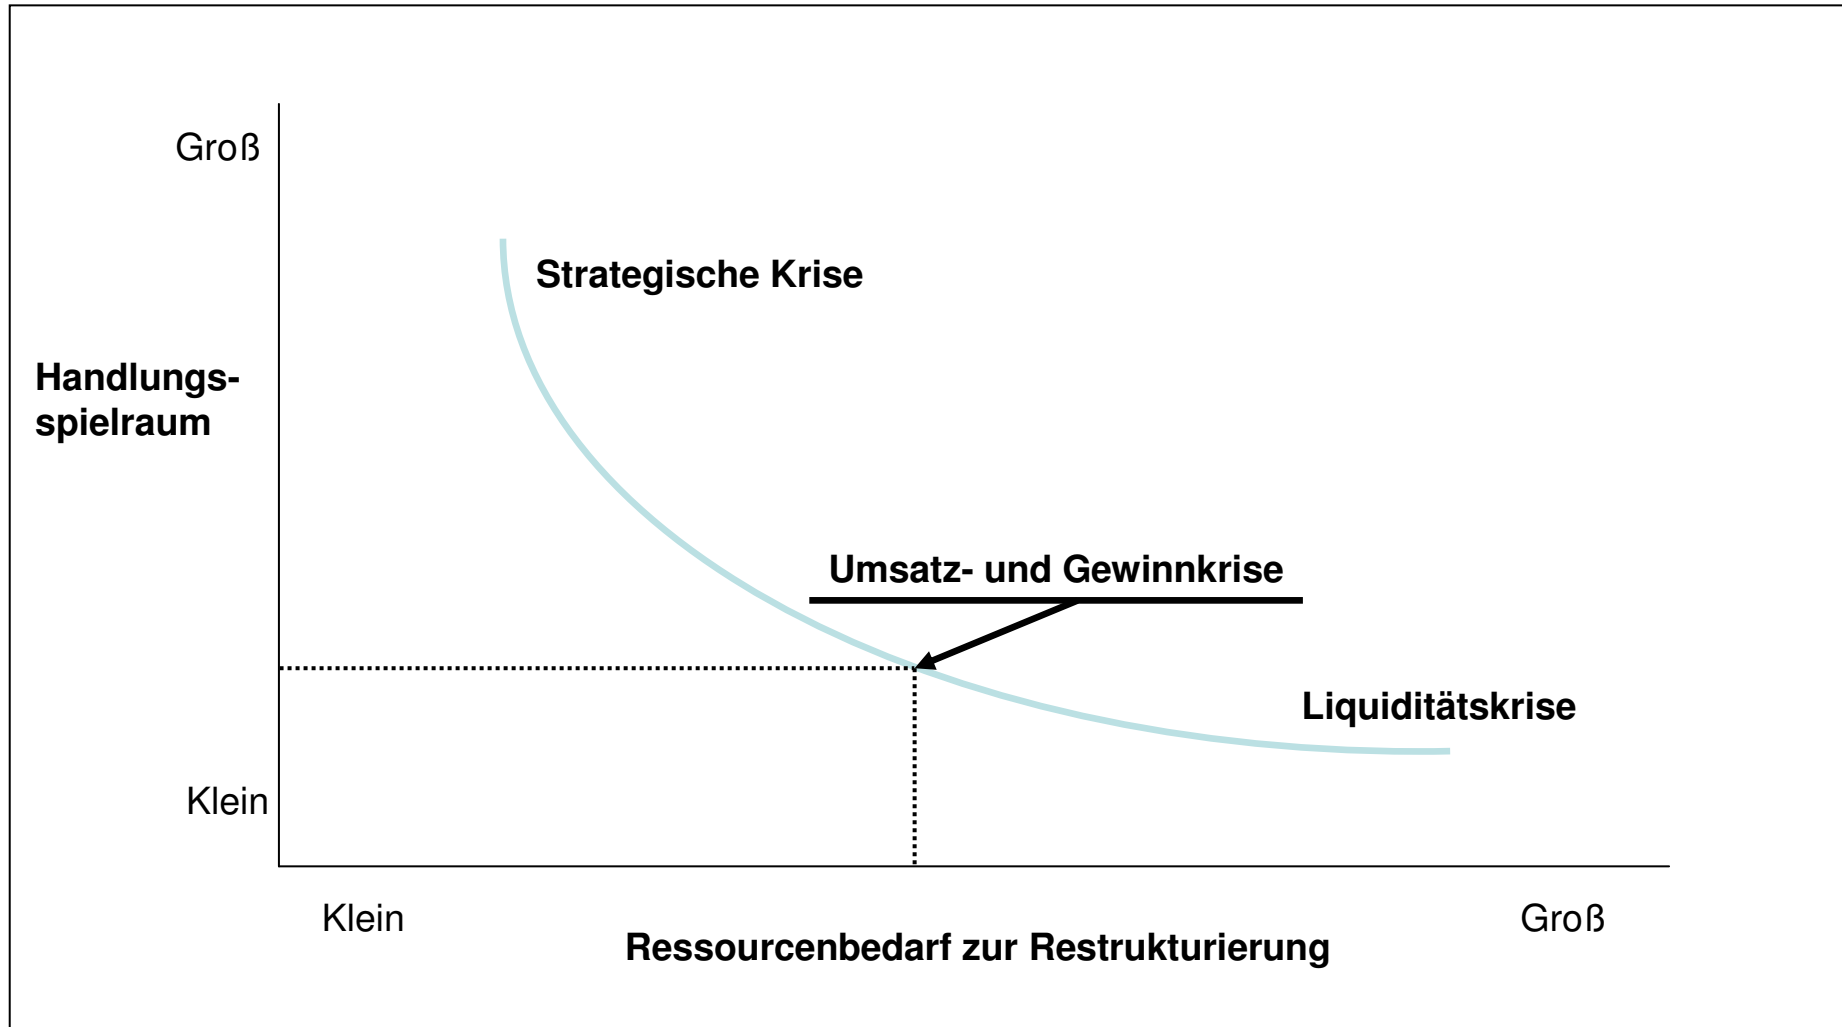 Groß
Strategische Krise
Handlungs-
spielraum
Umsatz- und Gewinnkrise
Liquiditätskrise
Klein
Klein
Groß
Ressourcenbedarf zur Restrukturierung